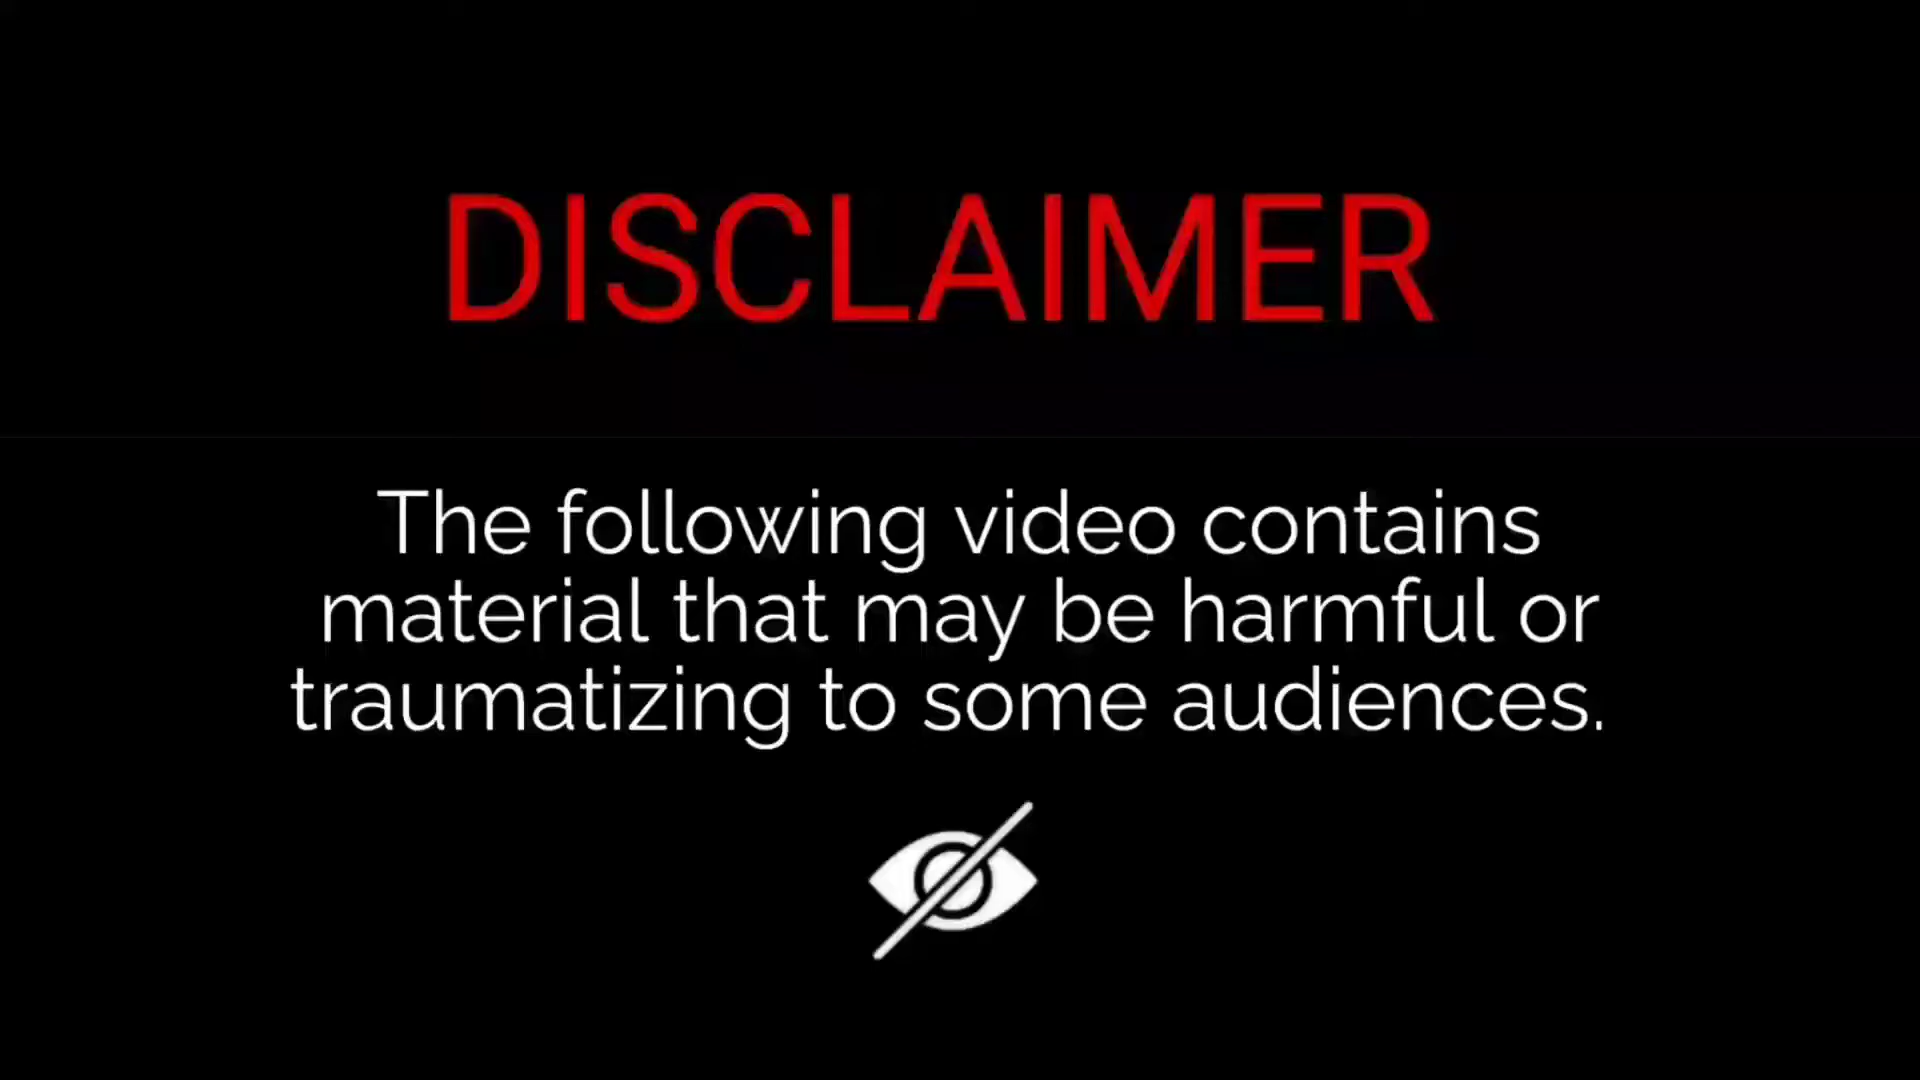 DISCLAIMER
The following video contains
material that may be harmful or
traumatizing to some audiences.